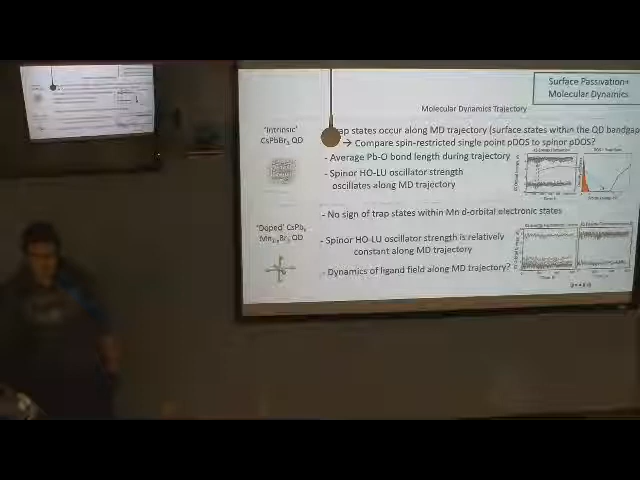 Surface Passivation+
Molecular Dynamics
Molecular Dynamics Trajectory
'Intrinsic'
CsPbBr₃ QD
rap states occur along MD trajectory (surface states within the QD bandgap
→ Compare spin-restricted single point pDOS to spinor pDOS?
- Average Pb-O bond length during trajectory
- Spinor HO-LU oscillator strength
oscillates along MD trajectory
- No sign of trap states within Mn d-orbital electronic states
'Doped' CsPb
Br₃ QD
- Spinor HO-LU oscillator strength is relatively
constant along MD trajectory
- Dynamics of ligand field along MD trajectory?